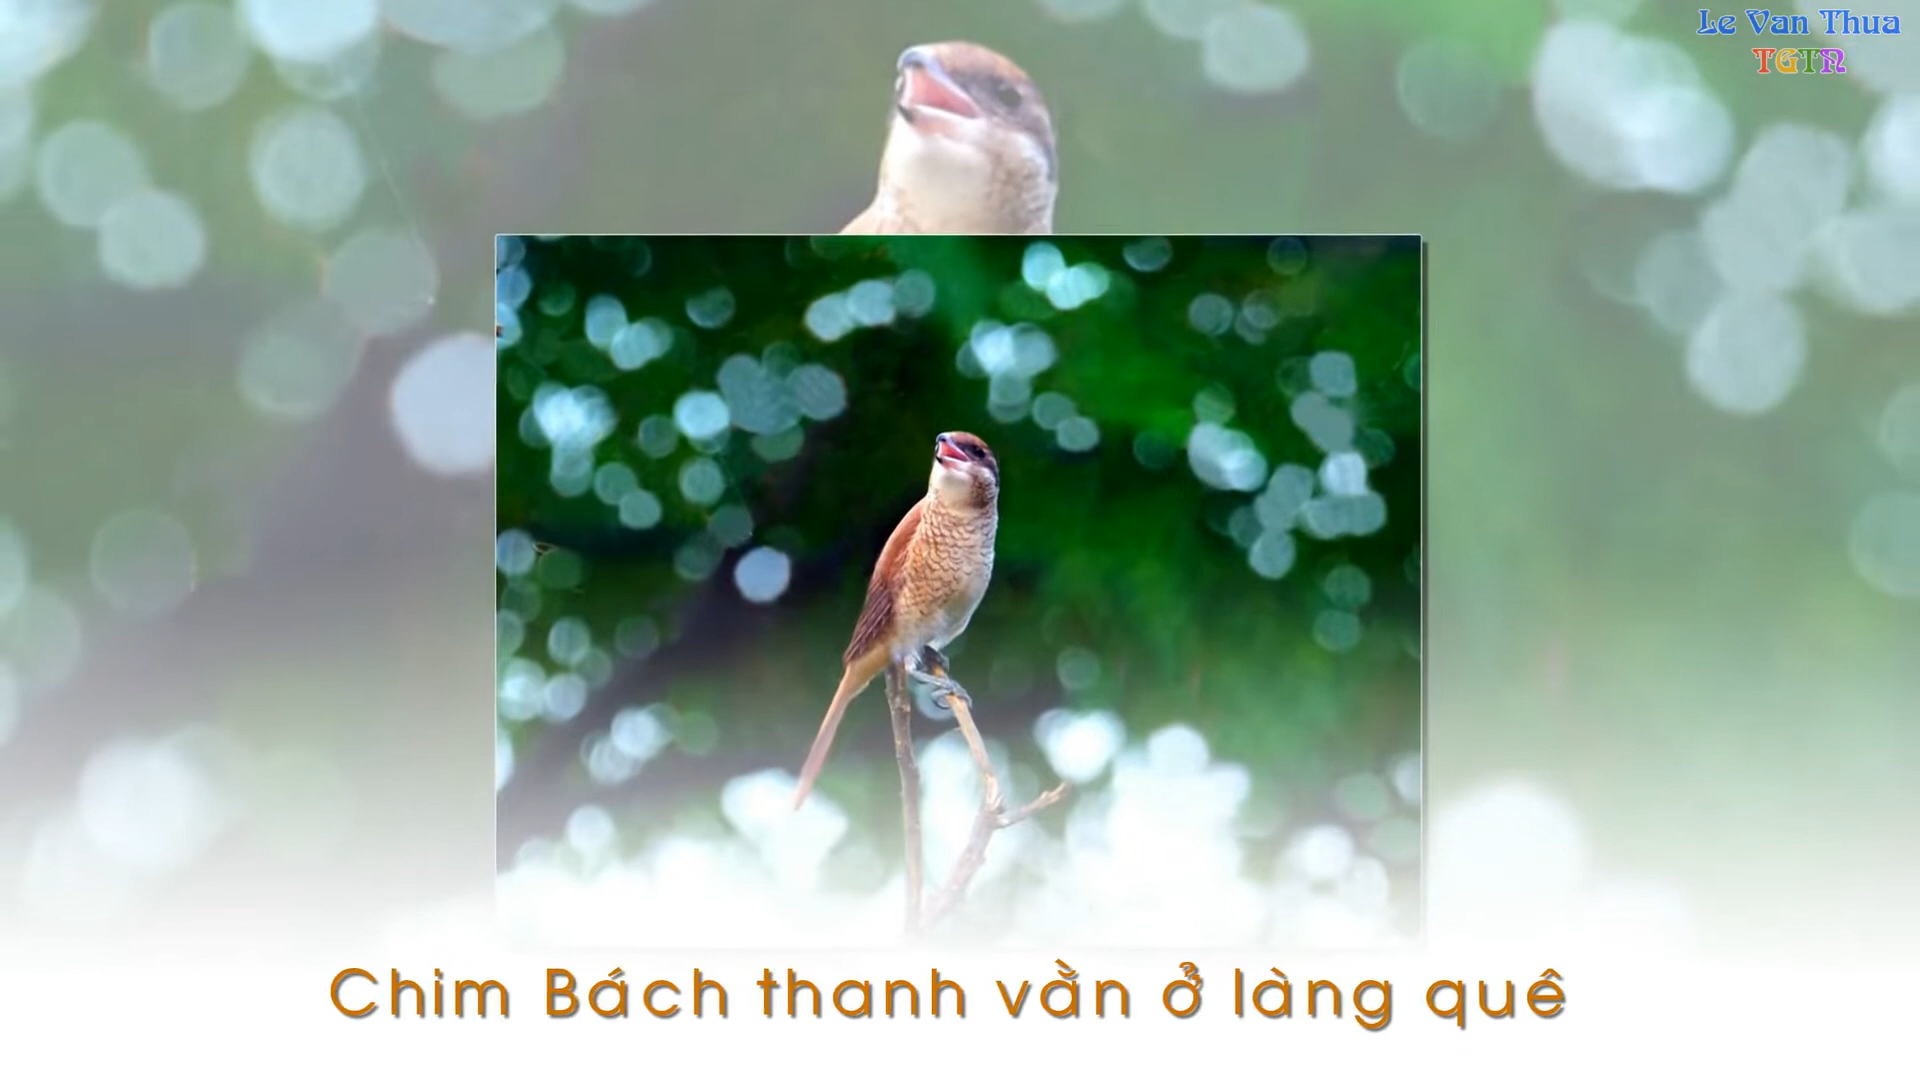 Le Van Thua
TGTN
Chim Bách thanh vằn ở làng quê